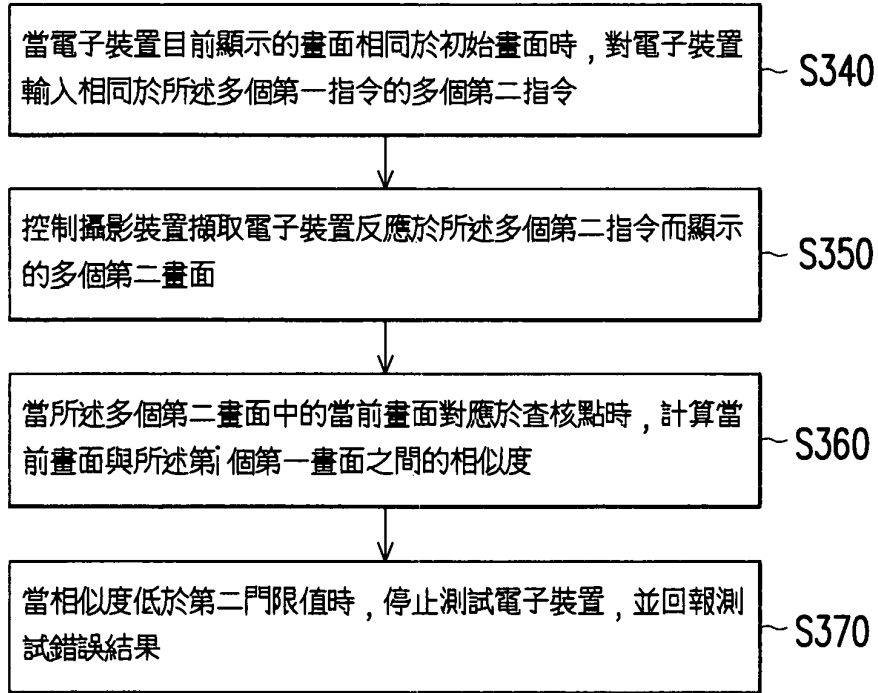 當電子裝置目前顯示的畫面相同於初始畫面時，對電子裝置
輸入相同於所述多個第一指令的多個第二指令
S340
控制攝影裝置擷取電子裝置反應於所述多個第二指令而顯示
的多個第二畫面
S350
當所述多個第二畫面中的當前畫面對應於查核點時，計算當
前畫面與所述第i個第一畫面之間的相似度
S360
當相似度低於第二門限值時，停止測試電子裝置，並回報測
試錯誤結果
S370